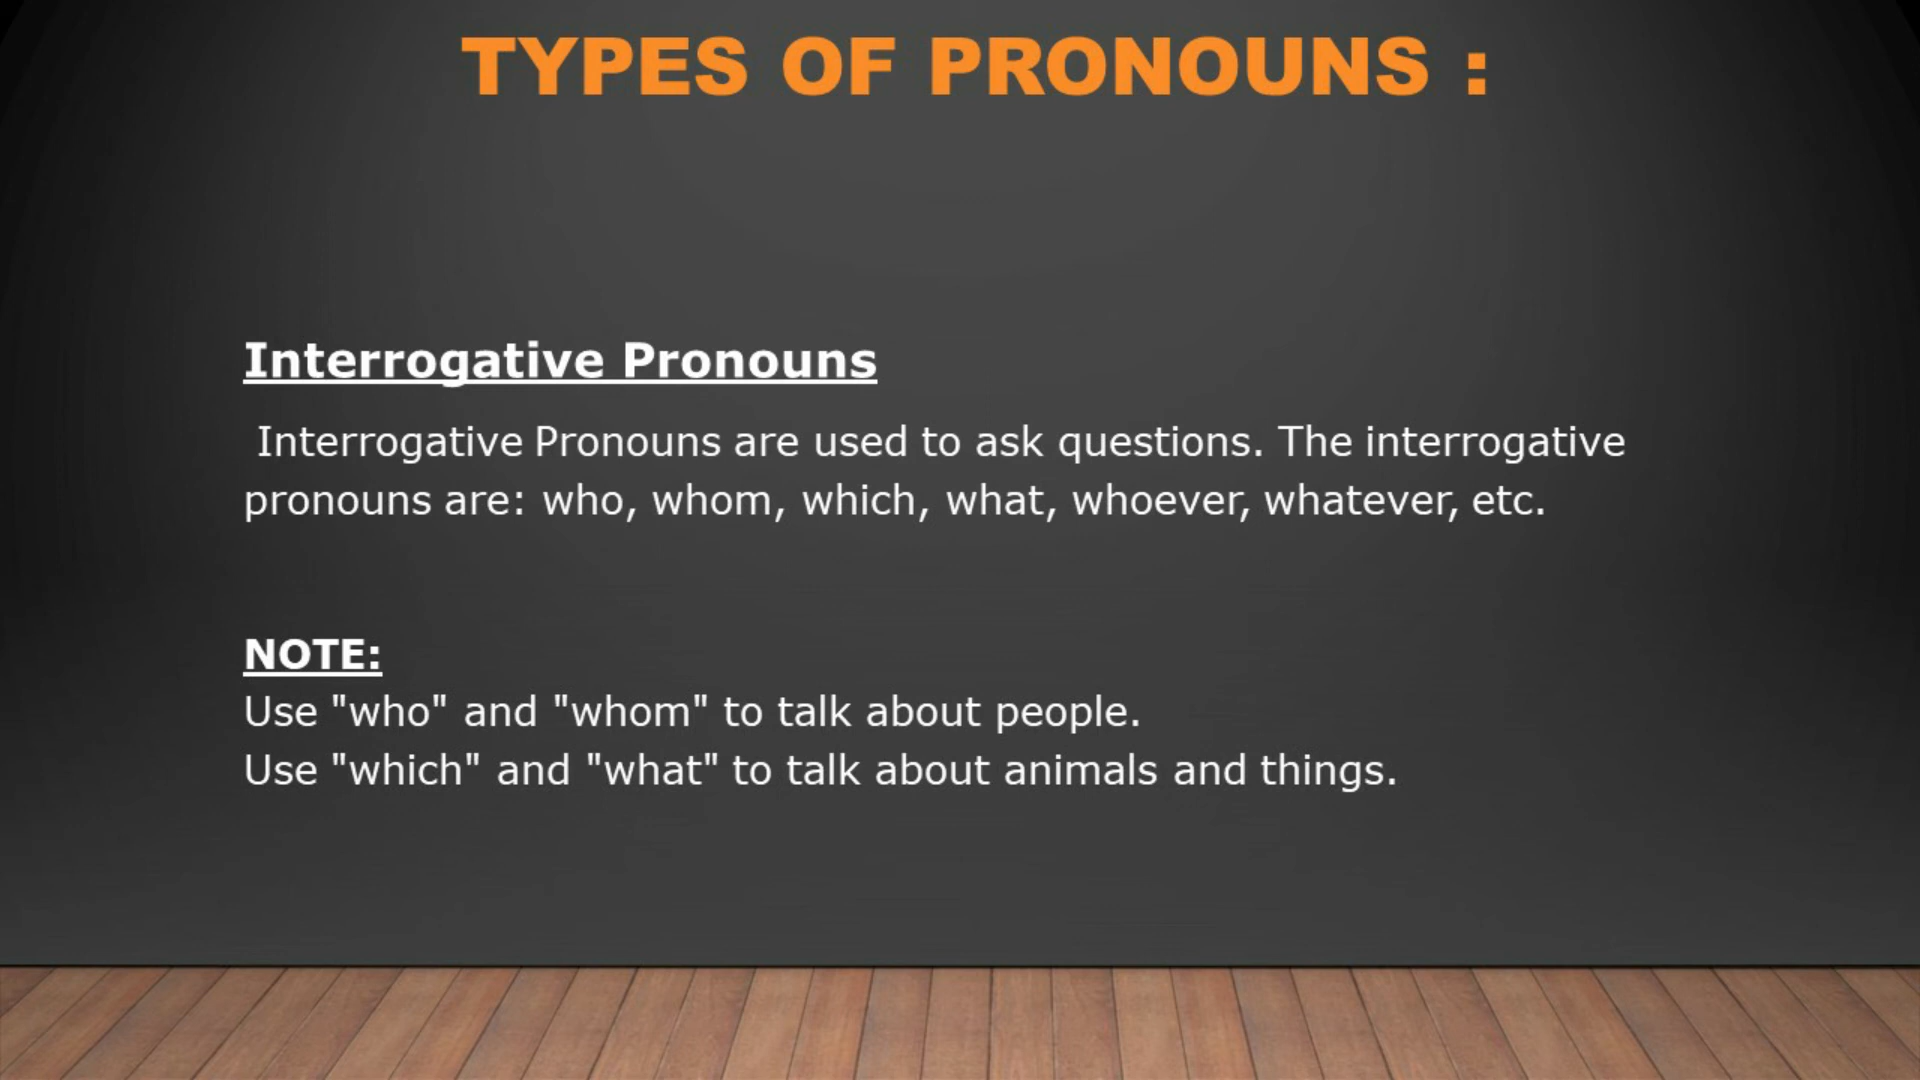 TYPES OF PRONOUNS :
Interrogative Pronouns
Interrogative Pronouns are used to ask questions. The interrogative
pronouns are: who, whom, which, what, whoever, whatever, etc.
NOTE:
Use "who" and "whom" to talk about people.
Use "which" and "what" to talk about animals and things.